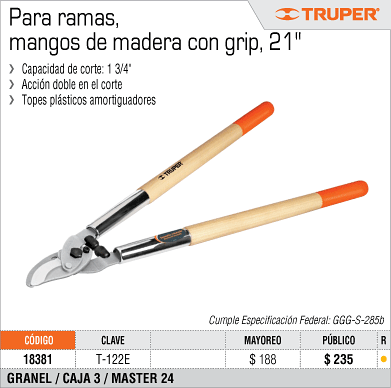 Para ramas,
mangos de madera con grip, 21"
TRUPER®
Capacidad de corte: 1 3/4"
Acción doble en el corte
Topes plásticos amortiguadores
TRUPER
Cumple Especificación Federal: GGG-S-285b
CÓDIGO CLAVE MAYOREO PÚBLICO R
18381 T-122E $ 188 $ 235
GRANEL / CAJA 3 / MASTER 24